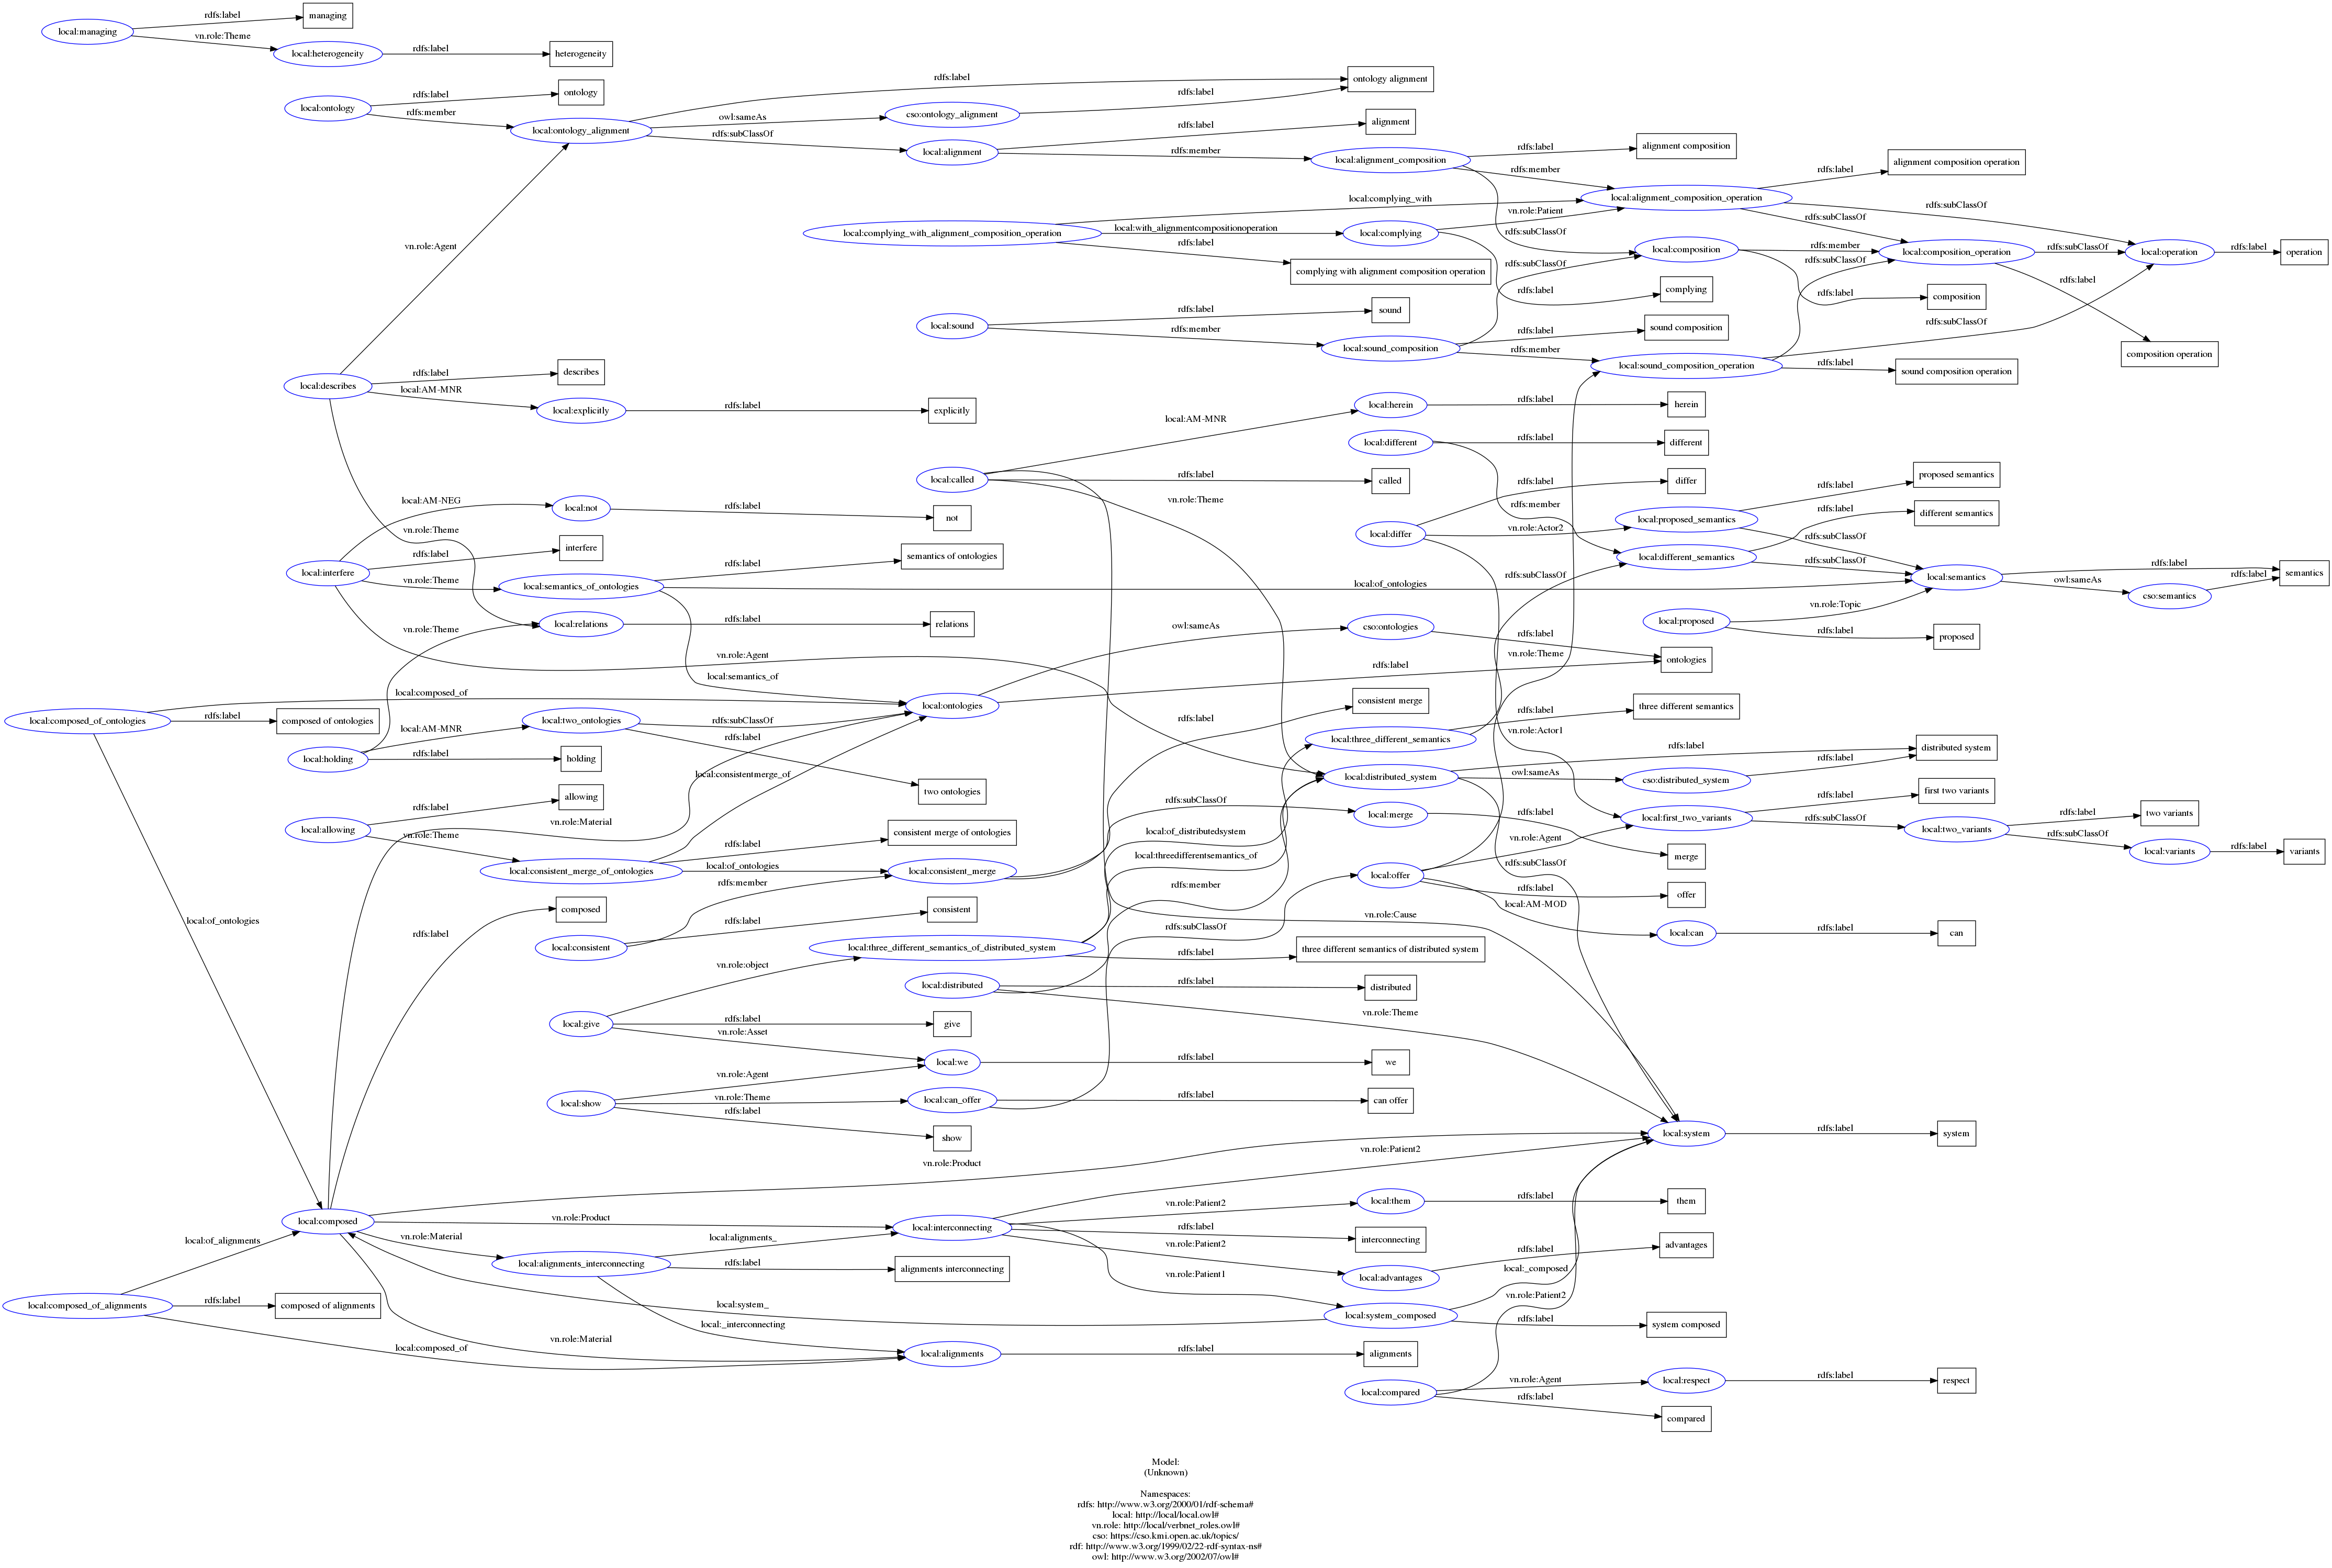 rdfs:label
managing
local:managing
vn.role:Theme
local:heterogeneity
rdfs:label
heterogeneity
rdfs:label
ontology alignment
rdfs:label
ontology
local:ontology
rdfs:member
local:ontology_alignment
owl:sameAs
cso:ontology_alignment
rdfs:label
rdfs:subClassOf
local:alignment
rdfs:label
alignment
rdfs:member
local:alignment_composition
rdfs:label
alignment composition
rdfs:member
rdfs:label
alignment composition operation
local:complying_with
local:alignment_composition_operation
rdfs:subClassOf
vn.role:Agent
local:complying_with_alignment_composition_operation
local:with_alignmentcompositionoperation
local:complying
vn.role:Patient
rdfs:subClassOf
rdfs:subClassOf
rdfs:label
complying with alignment composition operation
local:composition
rdfs:member
local:composition_operation
rdfs:subClassOf
local:operation
rdfs:label
operation
rdfs:subClassOf
rdfs:subClassOf
rdfs:label
complying
rdfs:label
composition
rdfs:label
composition operation
local:sound
rdfs:label
sound
rdfs:member
local:sound_composition
rdfs:label
sound composition
rdfs:member
rdfs:subClassOf
local:sound_composition_operation
rdfs:label
sound composition operation
local:describes
rdfs:label
describes
local:AM-MNR
local:explicitly
rdfs:label
explicitly
local:AM-MNR
local:herein
rdfs:label
herein
local:different
rdfs:label
different
local:called
rdfs:label
called
vn.role:Theme
rdfs:member
rdfs:label
differ
local:differ
vn.role:Actor2
local:proposed_semantics
rdfs:label
proposed semantics
rdfs:label
different semantics
local:AM-NEG
local:not
rdfs:label
not
vn.role:Theme
rdfs:subClassOf
local:different_semantics
rdfs:subClassOf
rdfs:subClassOf
local:interfere
rdfs:label
interfere
vn.role:Theme
local:semantics_of_ontologies
rdfs:label
semantics of ontologies
local:of_ontologies
rdfs:subClassOf
local:semantics
rdfs:label
semantics
owl:sameAs
cso:semantics
rdfs:label
local:relations
rdfs:label
relations
vn.role:Theme
vn.role:Agent
local:semantics_of
owl:sameAs
cso:ontologies
rdfs:label
ontologies
rdfs:label
vn.role:Theme
local:proposed
vn.role:Topic
rdfs:label
proposed
local:composed_of_ontologies
local:composed_of
rdfs:label
composed of ontologies
local:ontologies
local:AM-MNR
local:two_ontologies
rdfs:subClassOf
rdfs:label
two ontologies
local:holding
rdfs:label
holding
local:consistentmerge_of
rdfs:label
consistent merge
local:three_different_semantics
rdfs:label
three different semantics
vn.role:Actor1
local:distributed_system
rdfs:label
distributed system
owl:sameAs
cso:distributed_system
rdfs:label
local:allowing
rdfs:label
allowing
vn.role:Theme
vn.role:Material
local:consistent_merge_of_ontologies
rdfs:label
consistent merge of ontologies
local:of_ontologies
local:consistent_merge
rdfs:subClassOf
local:merge
rdfs:label
merge
local:first_two_variants
rdfs:label
first two variants
rdfs:subClassOf
local:two_variants
rdfs:label
two variants
rdfs:subClassOf
local:variants
rdfs:label
variants
local:of_distributedsystem
local:threedifferentsemantics_of
rdfs:member
local:offer
vn.role:Agent
rdfs:subClassOf
rdfs:label
offer
local:AM-MOD
local:can
rdfs:label
can
rdfs:member
local:consistent
rdfs:label
consistent
local:of_ontologies
rdfs:label
composed
vn.role:Cause
rdfs:subClassOf
local:three_different_semantics_of_distributed_system
rdfs:label
three different semantics of distributed system
vn.role:object
local:distributed
rdfs:label
distributed
vn.role:Theme
local:give
rdfs:label
give
vn.role:Asset
local:we
rdfs:label
we
vn.role:Agent
local:show
vn.role:Theme
local:can_offer
rdfs:label
can offer
rdfs:label
show
local:system
rdfs:label
system
vn.role:Product
vn.role:Patient2
local:composed
vn.role:Product
local:interconnecting
vn.role:Patient2
local:them
rdfs:label
them
rdfs:label
interconnecting
vn.role:Patient2
local:advantages
rdfs:label
advantages
local:of_alignments
vn.role:Material
local:alignments_interconnecting
local:alignments_
rdfs:label
alignments interconnecting
vn.role:Patient1
local:_composed
local:composed_of_alignments
rdfs:label
composed of alignments
local:system_
local:_interconnecting
local:system_composed
rdfs:label
system composed
vn.role:Patient2
vn.role:Material
local:composed_of
local:alignments
rdfs:label
alignments
local:compared
vn.role:Agent
local:respect
rdfs:label
respect
rdfs:label
compared
Model:
(Unknown)
Namespaces:
rdfs: http://www.w3.org/2000/01/rdf-schema#
local: http://local/local.owl#
vn.role: http://local/verbnet_roles.owl#
cso: https://cso.kmi.open.ac.uk/topics/
rdf: http://www.w3.org/1999/02/22-rdf-syntax-ns#
owl: http://www.w3.org/2002/07/owl#